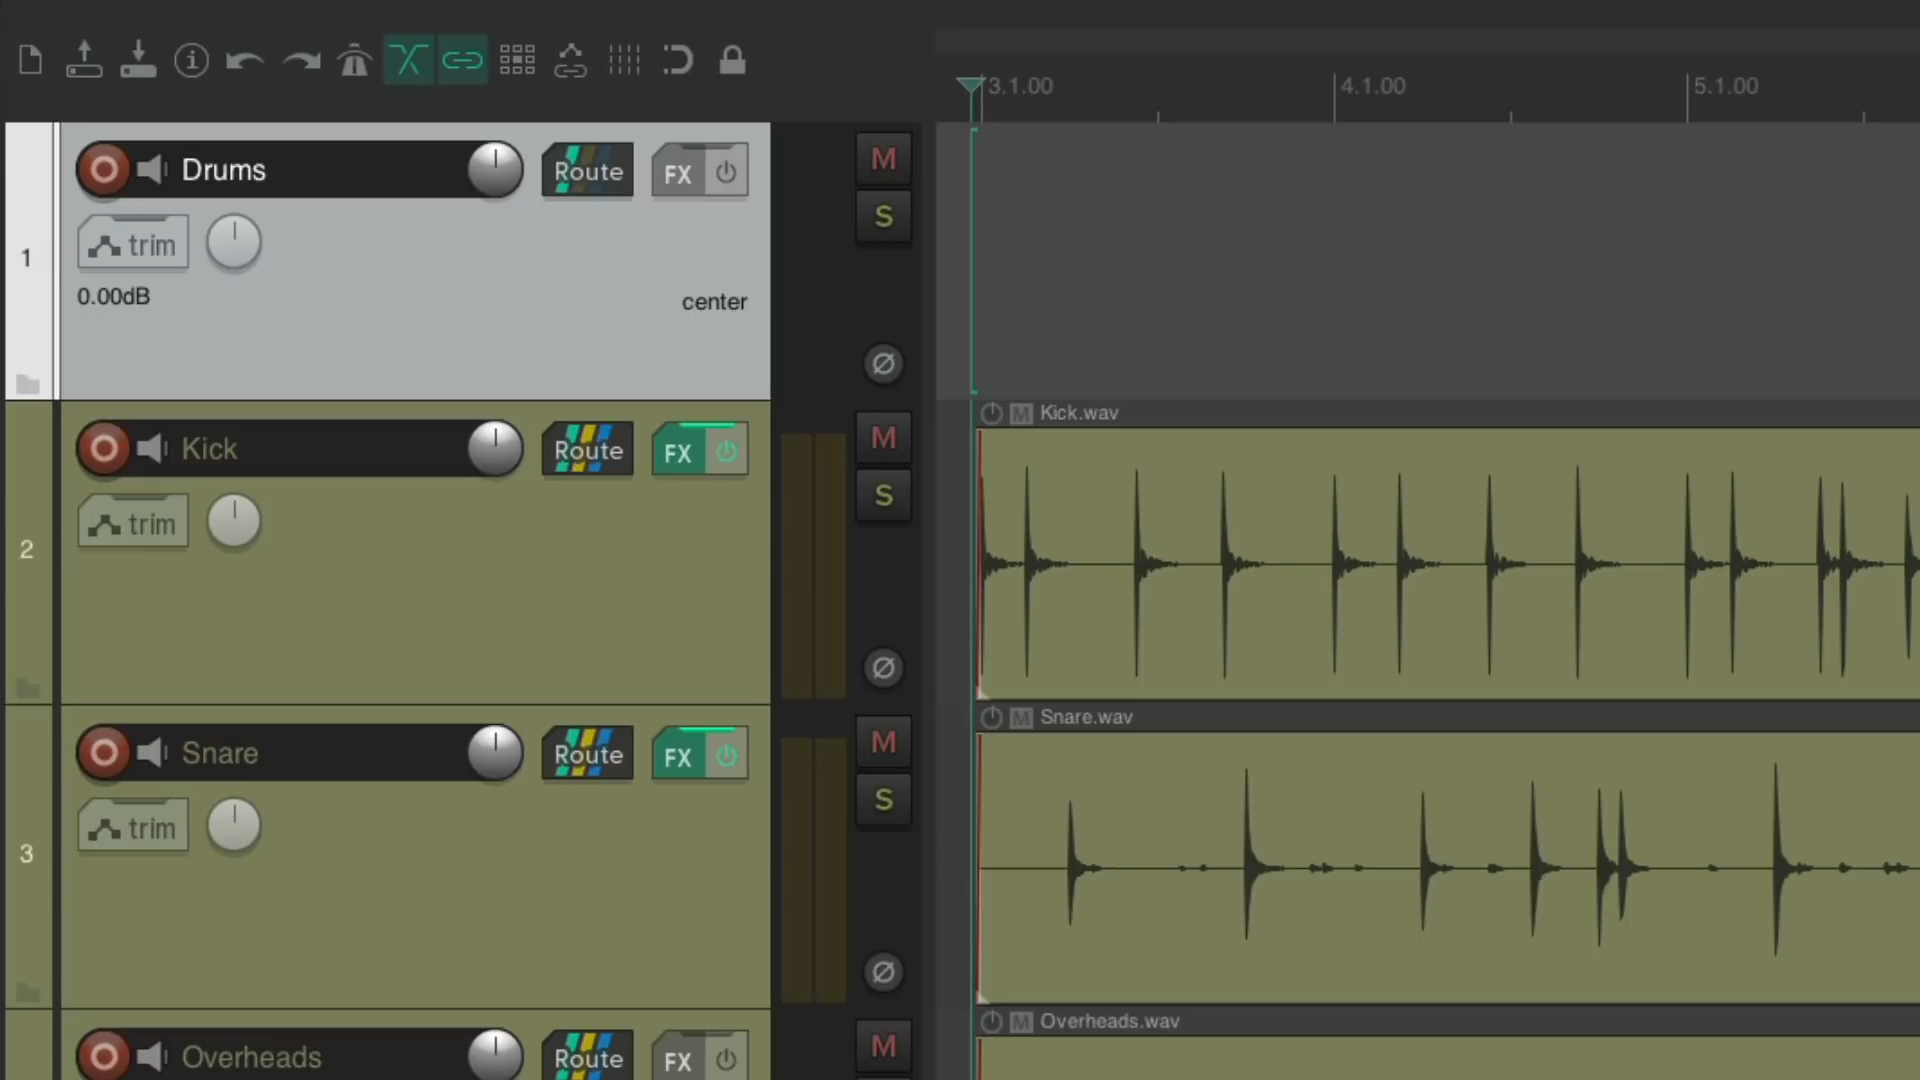 3.1.00 4.1.00 5.1.00
1
Drums
Route
FX
M
S
trim
0.00dB
center
Kick.wav
M
2
Kick
Route
FX
M
S
trim
Snare.wav
M
3
Snare
Route
FX
M
S
trim
Overheads.wav
M
Overheads
Route
FX
M